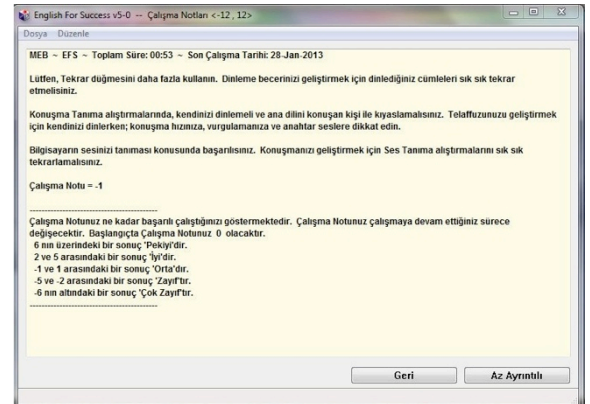 English For Success v5-0 -- Çalışma Notları <-12 , 12>
Dosya Düzenle
MEB ~ EFS ~ Toplam Süre: 00:53 ~ Son Çalışma Tarihi: 28-Jan-2013
Lütfen, Tekrar düğmesini daha fazla kullanın. Dinleme becerinizi geliştirmek için dinlediğiniz cümleleri sık sık tekrar
etmelisiniz.
Konuşma Tanıma alıştırmalarında, kendinizi dinlemeli ve ana dilini konuşan kişi ile kıyaslamalısınız. Telaffuzunuzu geliştirmek
için kendinizi dinlerken; konuşma hızınıza, vurgulamanıza ve anahtar seslere dikkat edin.
Bilgisayarın sesinizi tanıması konusunda başarılısınız. Konuşmanızı geliştirmek için Ses Tanıma alıştırmalarını sık sık
tekrarlamalısınız.
Çalışma Notu = -1
-------------------------------------------
Çalışma Notunuz ne kadar başarılı çalıştığınızı göstermektedir. Çalışma Notunuz çalışmaya devam ettiğiniz sürece
değişecektir. Başlangıçta Çalışma Notunuz 0 olacaktır.
6 nın üzerindeki bir sonuç 'Pekiyi'dir.
2 ve 5 arasındaki bir sonuç 'İyi'dir.
-1 ve 1 arasındaki bir sonuç 'Orta'dır.
-5 ve -2 arasındaki bir sonuç 'Zayıf'tır.
-6 nın altındaki bir sonuç 'Çok Zayıf'tır.
-------------------------------------------
Geri
Az Ayrıntılı